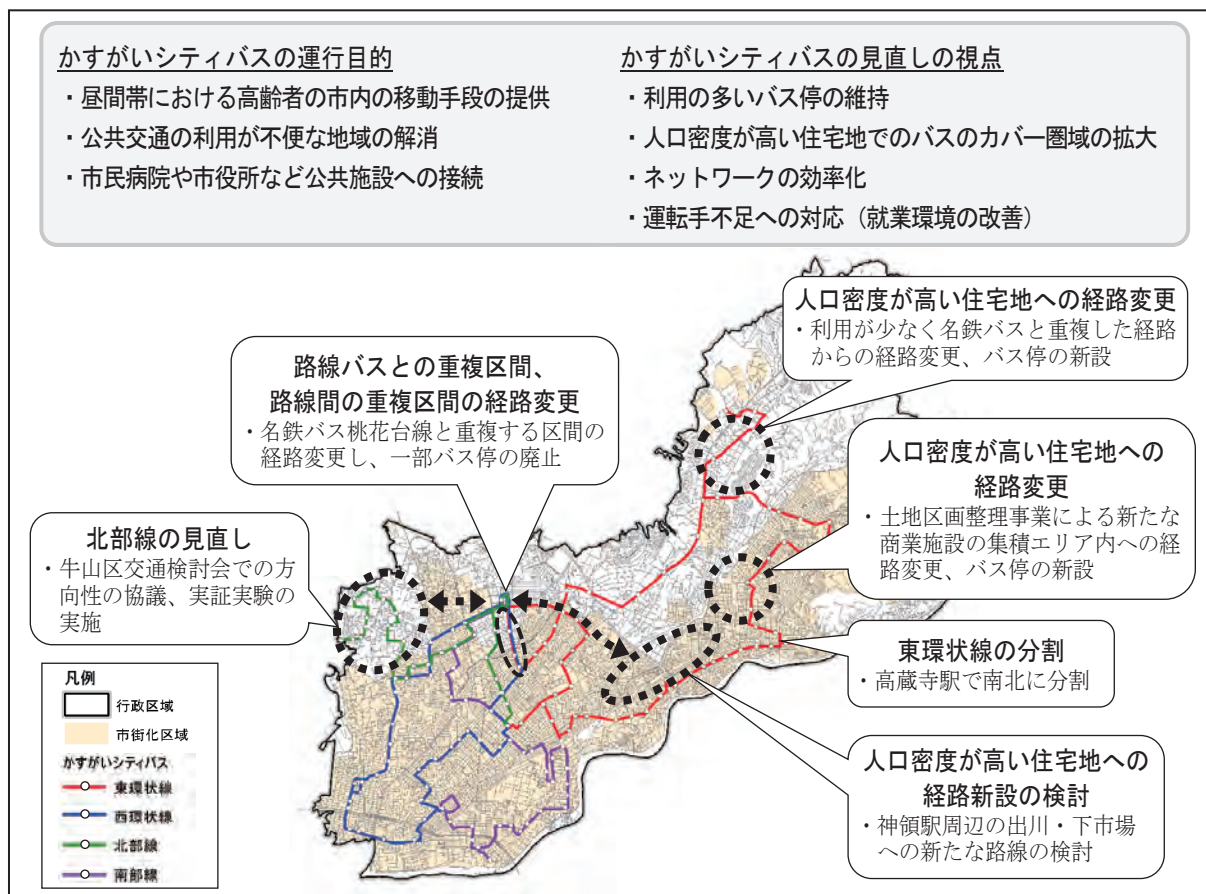 かすがいシティバスの運行目的
・昼間帯における高齢者の市内の移動手段の提供
・公共交通の利用が不便な地域の解消
・市民病院や市役所など公共施設への接続
かすがいシティバスの見直しの視点
・利用の多いバス停の維持
・人口密度が高い住宅地でのバスのカバー圏域の拡大
・ネットワークの効率化
・運転手不足への対応（就業環境の改善）
人口密度が高い住宅地への経路変更
・利用が少なく名鉄バスと重複した経路
からの経路変更、バス停の新設
路線バスとの重複区間、
路線間の重複区間の経路変更
・名鉄バス桃花台線と重複する区間の
経路変更し、一部バス停の廃止
人口密度が高い住宅地への
経路変更
・土地区画整理事業による新たな
商業施設の集積エリア内への経
路変更、バス停の新設
北部線の見直し
・牛山区交通検討会での方
向性の協議、実証実験の
実施
東環状線の分割
・高蔵寺駅で南北に分割
人口密度が高い住宅地への
経路新設の検討
・神領駅周辺の出川・下市場
への新たな路線の検討
凡例
行政区域
市街化区域
かすがいシティバス
東環状線
西環状線
北部線
南部線